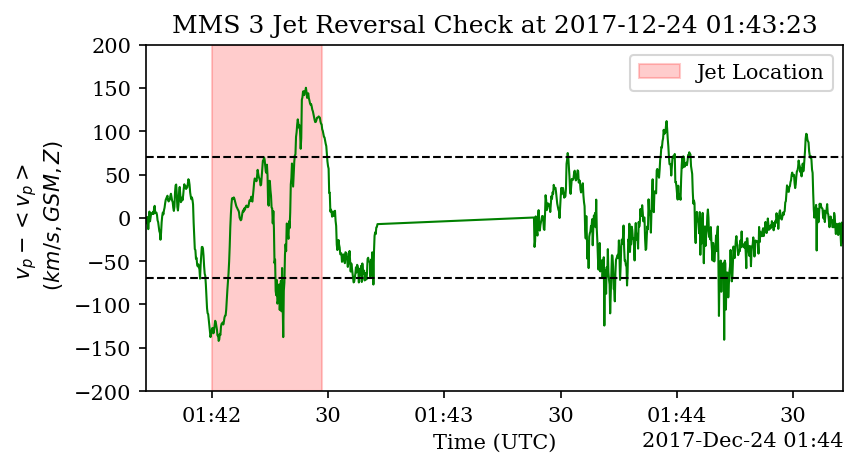 MMS 3 Jet Reversal Check at 2017-12-24 01:43:23
200
150
100
50
0
−50
−100
−150
−200
v_p − < v_p >
(km/s, GSM, Z)
Jet Location
01:42
30
01:43
30
01:44
30
Time (UTC)
2017-Dec-24 01:44